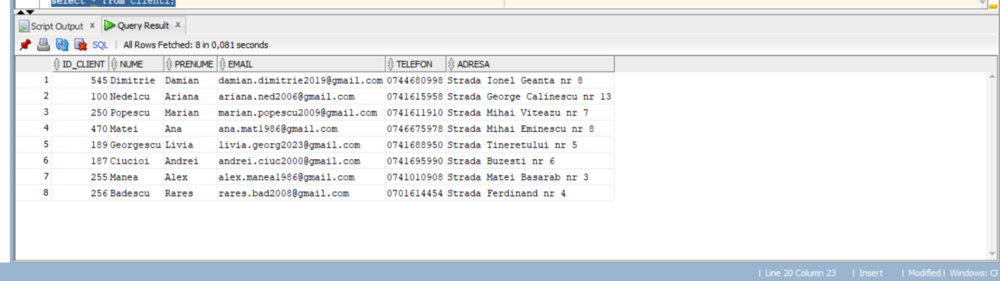 select * from Clienti;
Script Output x Query Result x
SQL | All Rows Fetched: 8 in 0,081 seconds
ID_CLIENT NUME PRENUME EMAIL TELEFON ADRESA
1 545 Dimitrie Damian damian.dimitrie2019@gmail.com 0744680998 Strada Ionel Geanta nr 8
2 100 Nedelcu Ariana ariana.ned2006@gmail.com 0741615958 Strada George Calinescu nr 13
3 250 Popescu Marian marian.popescu2009@gmail.com 0741611910 Strada Mihai Viteazu nr 7
4 470 Matei Ana ana.mat1986@gmail.com 0746675978 Strada Mihai Eminescu nr 8
5 189 Georgescu Livia livia.georg2023@gmail.com 0741688950 Strada Tineretului nr 5
6 187 Ciucioi Andrei andrei.ciuc2000@gmail.com 0741695990 Strada Buzesti nr 6
7 255 Manea Alex alex.manea1986@gmail.com 0741010908 Strada Matei Basarab nr 3
8 256 Badescu Rares rares.bad2008@gmail.com 0701614454 Strada Ferdinand nr 4
| Line 20 Column 23 | Insert | Modified | Windows: